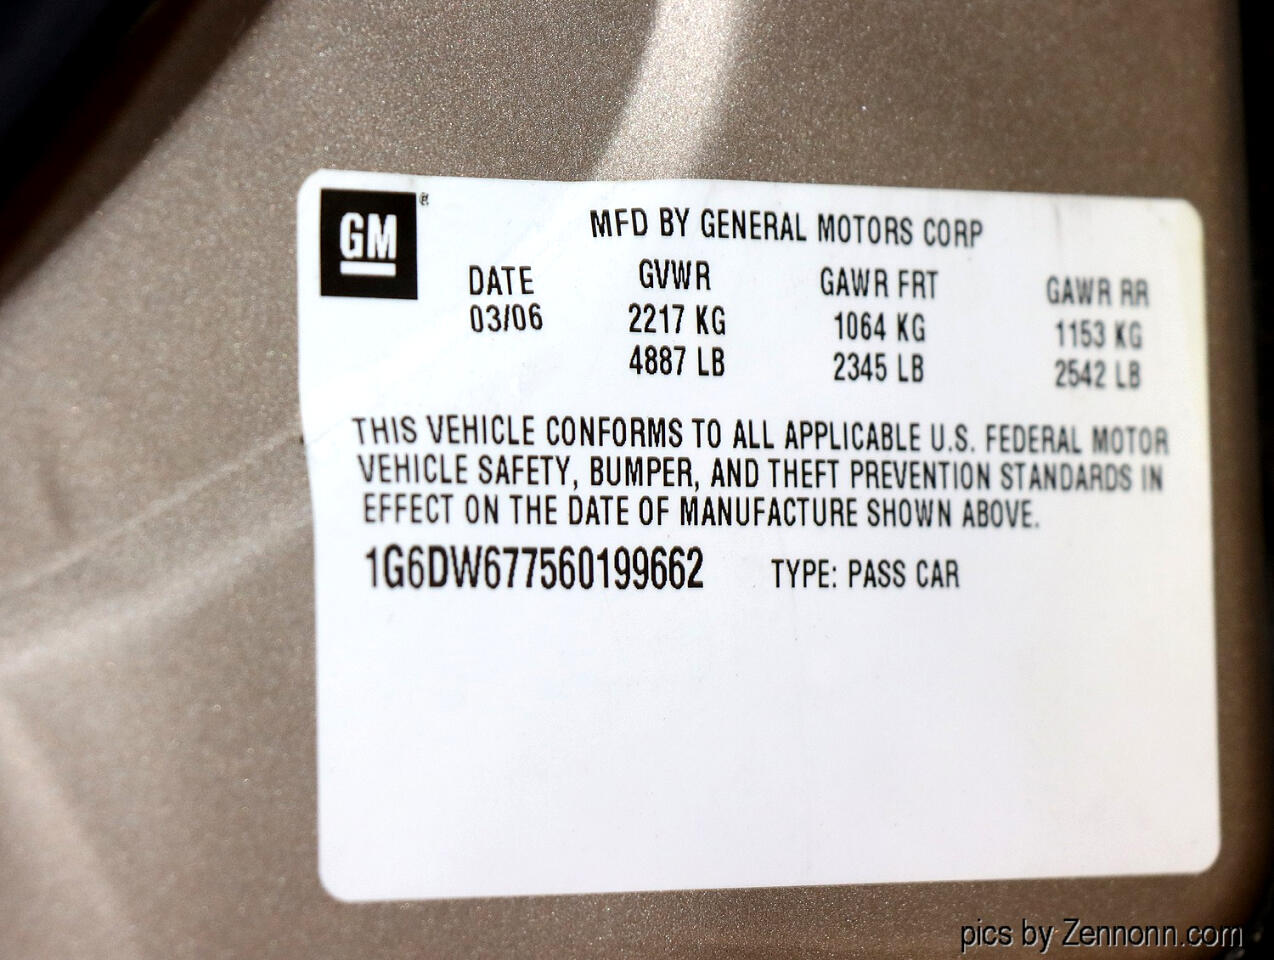 GM ®
MFD BY GENERAL MOTORS CORP
DATE GVWR GAWR FRT GAWR RR
03/06 2217 KG 1064 KG 1153 KG
4887 LB 2345 LB 2542 LB
THIS VEHICLE CONFORMS TO ALL APPLICABLE U.S. FEDERAL MOTOR
VEHICLE SAFETY, BUMPER, AND THEFT PREVENTION STANDARDS IN
EFFECT ON THE DATE OF MANUFACTURE SHOWN ABOVE.
1G6DW677560199662 TYPE: PASS CAR
pics by Zennonn.com